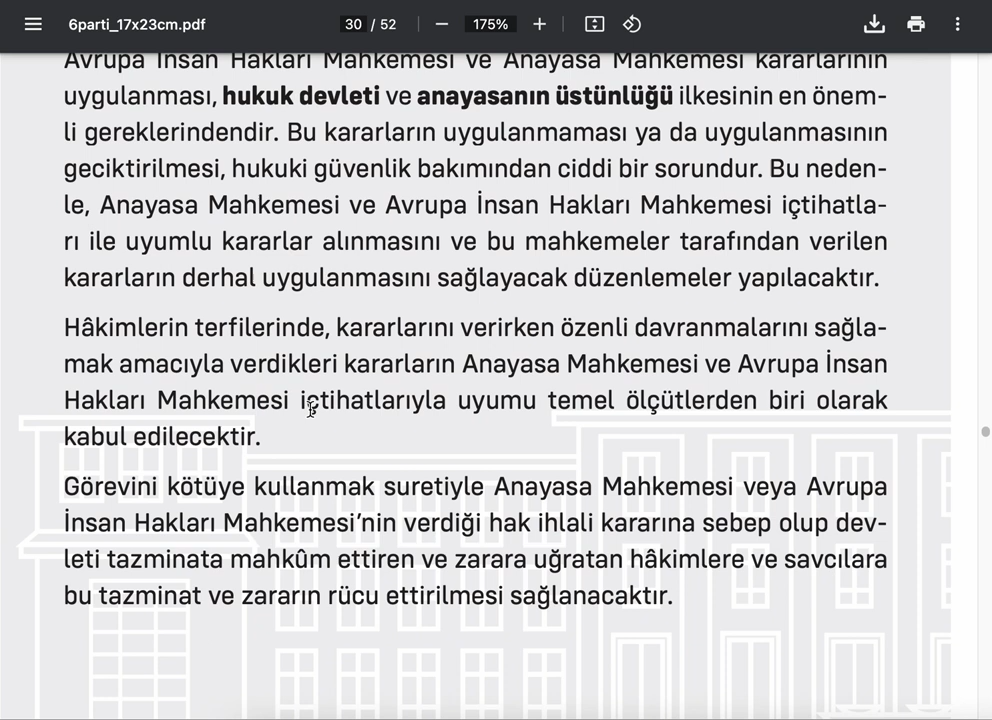 6parti_17x23cm.pdf
30 / 52
175%
Avrupa İnsan Hakları Mahkemesi ve Anayasa Mahkemesi kararlarının
uygulanması, hukuk devleti ve anayasanın üstünlüğü ilkesinin en önem-
li gereklerindendir. Bu kararların uygulanmaması ya da uygulanmasının
geciktirilmesi, hukuki güvenlik bakımından ciddi bir sorundur. Bu neden-
le, Anayasa Mahkemesi ve Avrupa İnsan Hakları Mahkemesi içtihatla-
rı ile uyumlu kararlar alınmasını ve bu mahkemeler tarafından verilen
kararların derhal uygulanmasını sağlayacak düzenlemeler yapılacaktır.
Hâkimlerin terfilerinde, kararlarını verirken özenli davranmalarını sağla-
mak amacıyla verdikleri kararların Anayasa Mahkemesi ve Avrupa İnsan
Hakları Mahkemesi içtihatlarıyla uyumu temel ölçütlerden biri olarak
kabul edilecektir.
Görevini kötüye kullanmak suretiyle Anayasa Mahkemesi veya Avrupa
İnsan Hakları Mahkemesi’nin verdiği hak ihlali kararına sebep olup dev-
leti tazminata mahkûm ettiren ve zarara uğratan hâkimlere ve savcılara
bu tazminat ve zararın rücu ettirilmesi sağlanacaktır.